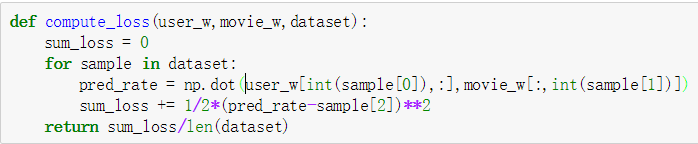 def compute_loss(user_w,movie_w,dataset):
    sum_loss = 0
    for sample in dataset:
        pred_rate = np.dot(user_w[int(sample[0]),:],movie_w[:,int(sample[1])])
        sum_loss += 1/2*(pred_rate-sample[2])**2
    return sum_loss/len(dataset)